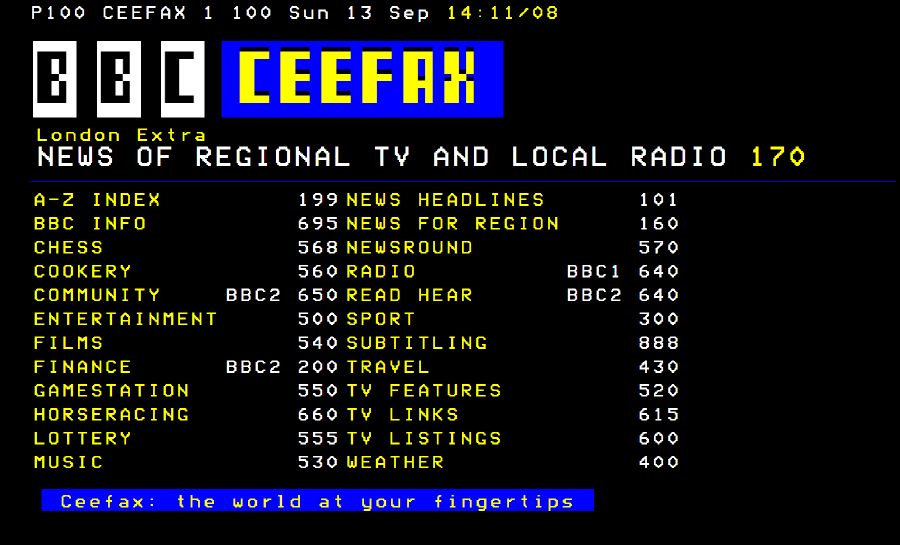 P100 CEEFAX 1 100 Sun 13 Sep 14:11/08
BBC CEEFAX
London Extra
NEWS OF REGIONAL TV AND LOCAL RADIO 170
A-Z INDEX 199 NEWS HEADLINES 101
BBC INFO 695 NEWS FOR REGION 160
CHESS 568 NEWSROUND 570
COOKERY 560 RADIO BBC1 640
COMMUNITY BBC2 650 READ HEAR BBC2 640
ENTERTAINMENT 500 SPORT 300
FILMS 540 SUBTITLING 888
FINANCE BBC2 200 TRAVEL 430
GAMESTATION 550 TV FEATURES 520
HORSERACING 660 TV LINKS 615
LOTTERY 555 TV LISTINGS 600
MUSIC 530 WEATHER 400
Ceefax: the world at your fingertips